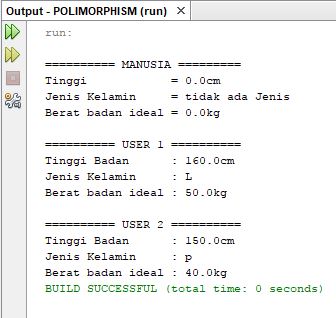 Output - POLIMORPHISM (run) ×
run:
========== MANUSIA =========
Tinggi = 0.0cm
Jenis Kelamin = tidak ada Jenis
Berat badan ideal = 0.0kg
========== USER 1 ==========
Tinggi Badan : 160.0cm
Jenis Kelamin : L
Berat badan ideal : 50.0kg
========== USER 2 ==========
Tinggi Badan : 150.0cm
Jenis Kelamin : p
Berat badan ideal : 40.0kg
BUILD SUCCESSFUL (total time: 0 seconds)